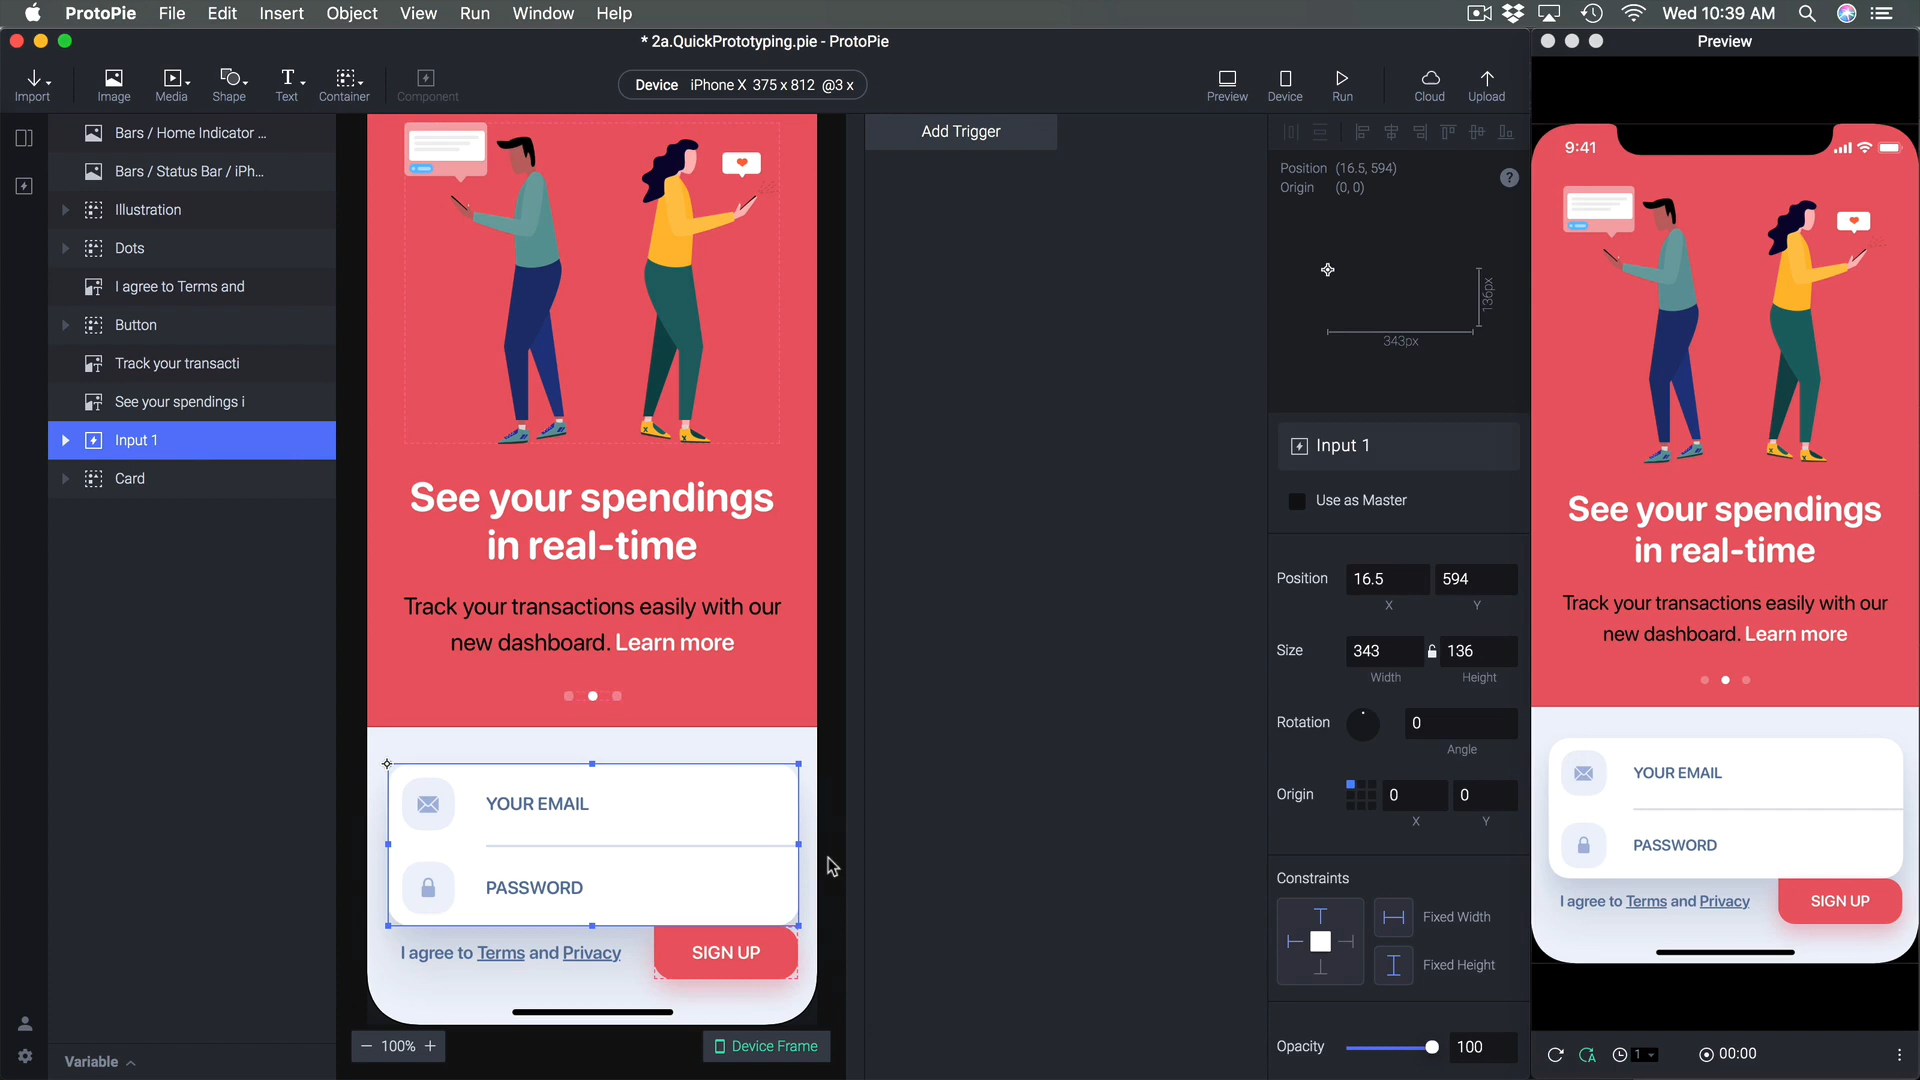 ProtoPie File Edit Insert Object View Run Window Help
Wed 10:39 AM
* 2a.QuickPrototyping.pie - ProtoPie
Preview
Import
Image
Media
Shape
Text
Container
Component
Device iPhone X 375 x 812 @3 x
Preview
Device
Run
Cloud
Upload
Bars / Home Indicator ...
Bars / Status Bar / iPh...
Illustration
Dots
I agree to Terms and
Button
Track your transacti
See your spendings i
Input 1
Card
Variable
See your spendings
in real-time
Track your transactions easily with our
new dashboard. Learn more
YOUR EMAIL
PASSWORD
I agree to Terms and Privacy
SIGN UP
100%
Device Frame
Add Trigger
Position (16.5, 594)
Origin (0, 0)
?
136px
343px
Input 1
Use as Master
Position 16.5 594
X Y
Size 343 136
Width Height
Rotation 0
Angle
Origin 0 0
X Y
Constraints
Fixed Width
Fixed Height
Opacity 100
9:41
See your spendings
in real-time
Track your transactions easily with our
new dashboard. Learn more
YOUR EMAIL
PASSWORD
I agree to Terms and Privacy
SIGN UP
A
1
00:00